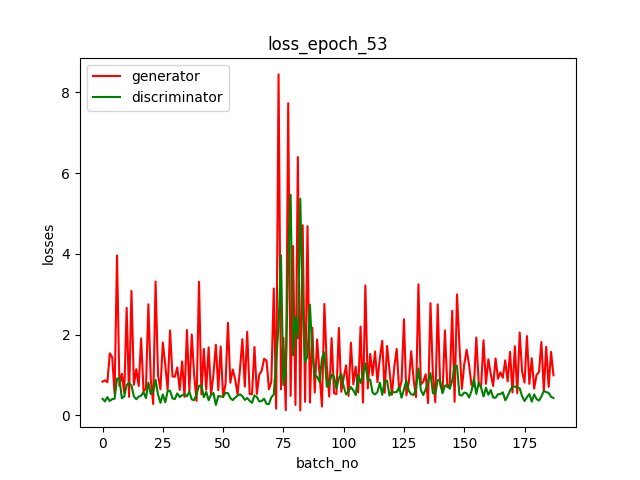 loss_epoch_53
generator
discriminator
losses
8
6
4
2
0
0 25 50 75 100 125 150 175
batch_no